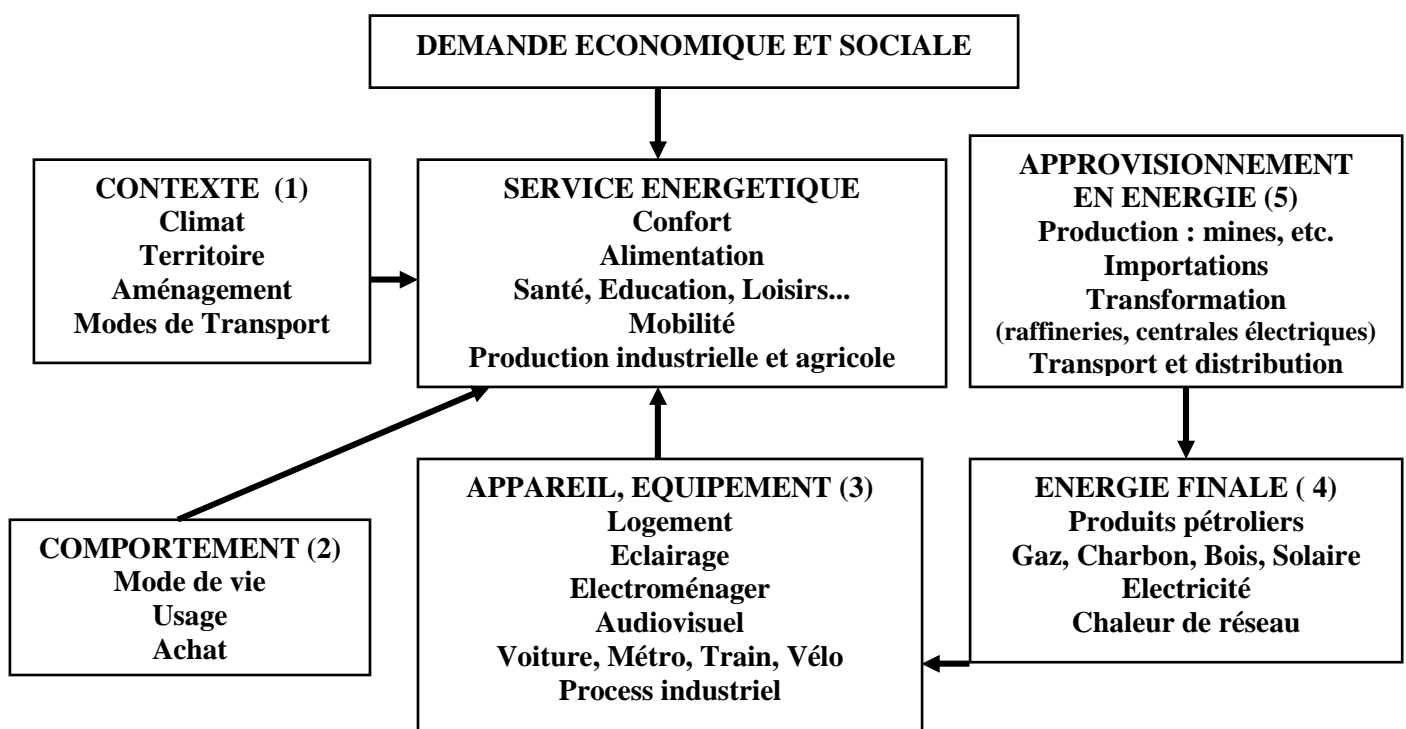 DEMANDE ECONOMIQUE ET SOCIALE
CONTEXTE (1)
Climat
Territoire
Aménagement
Modes de Transport
SERVICE ENERGETIQUE
Confort
Alimentation
Santé, Education, Loisirs...
Mobilité
Production industrielle et agricole
APPROVISIONNEMENT
EN ENERGIE (5)
Production : mines, etc.
Importations
Transformation
(raffineries, centrales électriques)
Transport et distribution
COMPORTEMENT (2)
Mode de vie
Usage
Achat
APPAREIL, EQUIPEMENT (3)
Logement
Eclairage
Electroménager
Audiovisuel
Voiture, Métro, Train, Vélo
Process industriel
ENERGIE FINALE ( 4)
Produits pétroliers
Gaz, Charbon, Bois, Solaire
Electricité
Chaleur de réseau